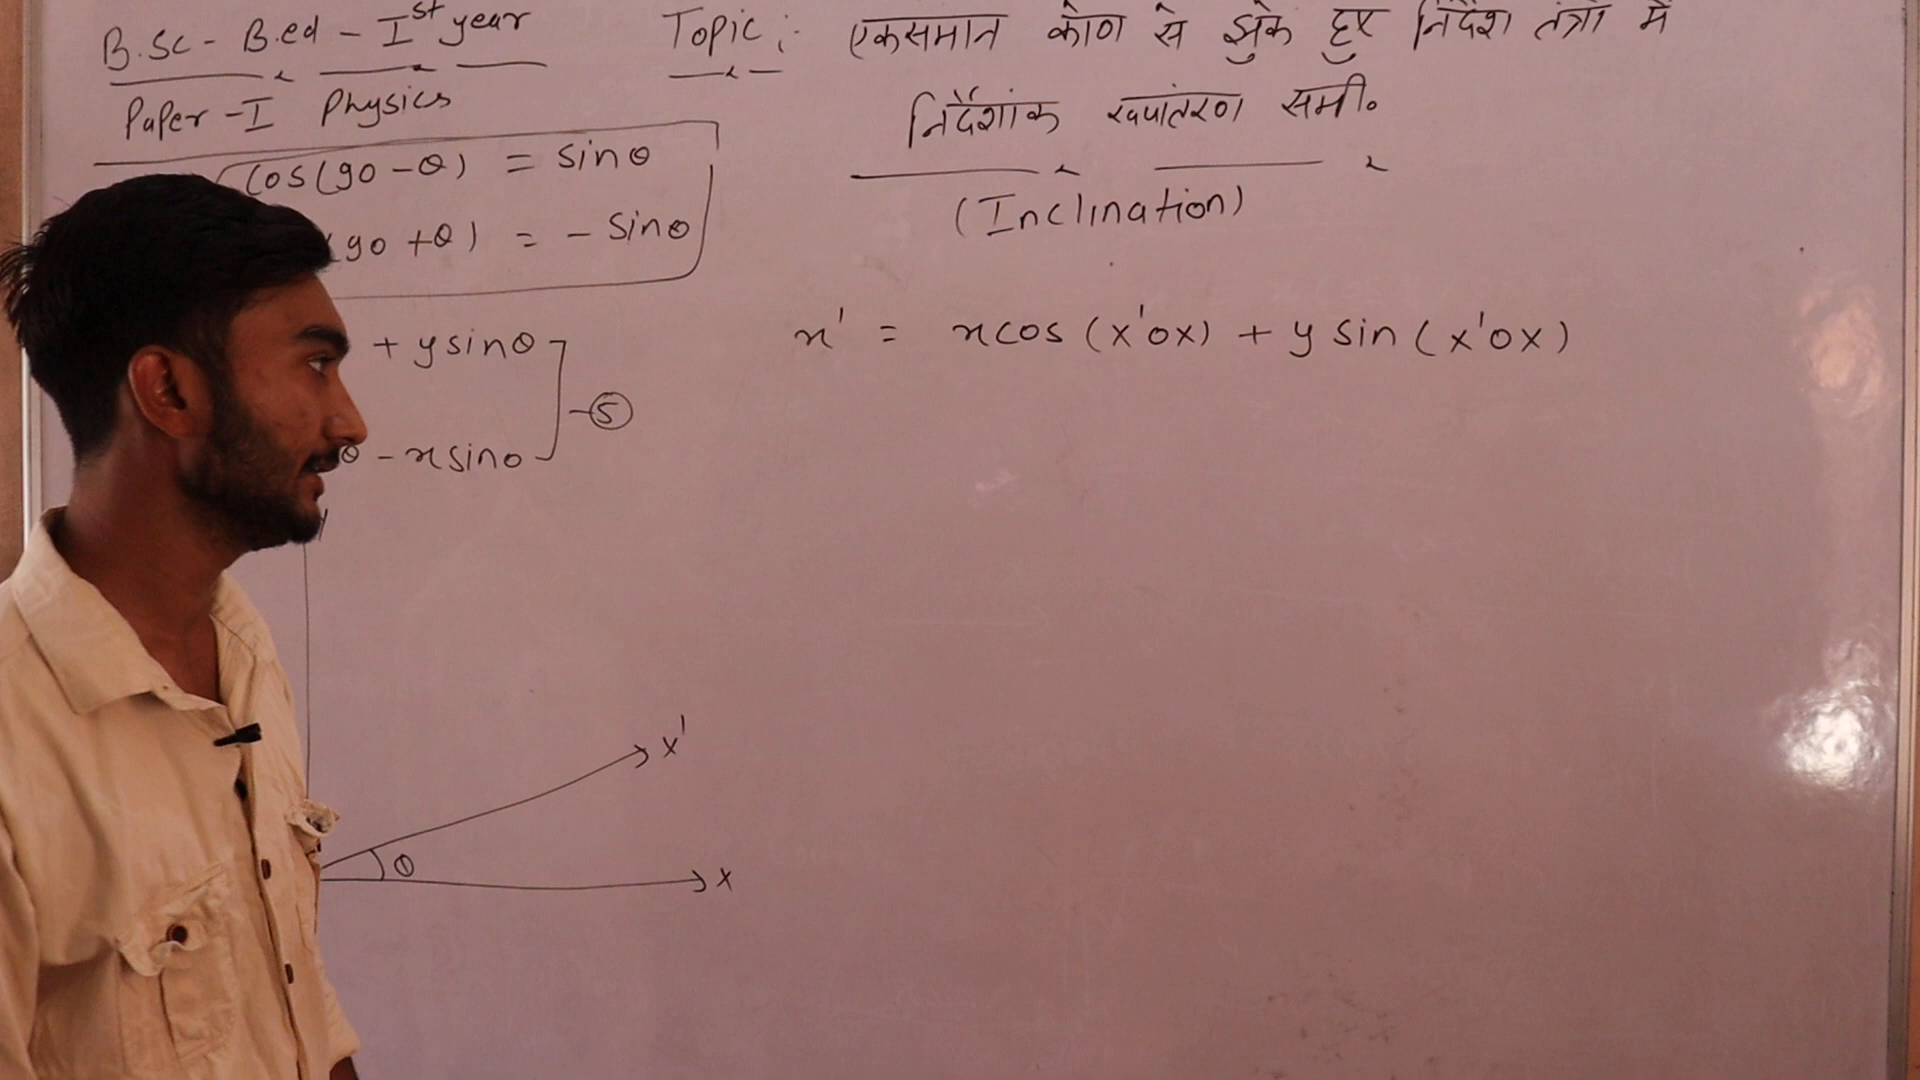 B.Sc - B.ed - Ist year
Paper - I Physics
cos(90 - θ) = sinθ
(90 + θ) = - sinθ
+ y sinθ
- ⑤
θ - x sinθ
Topic :- एकसमान कोण से झुके हुए निर्देश तंत्रों में
निर्देशांक रूपांतरण समी०
(Inclination)
x' = x cos (x'ox) + y sin (x'ox)
x'
θ
x